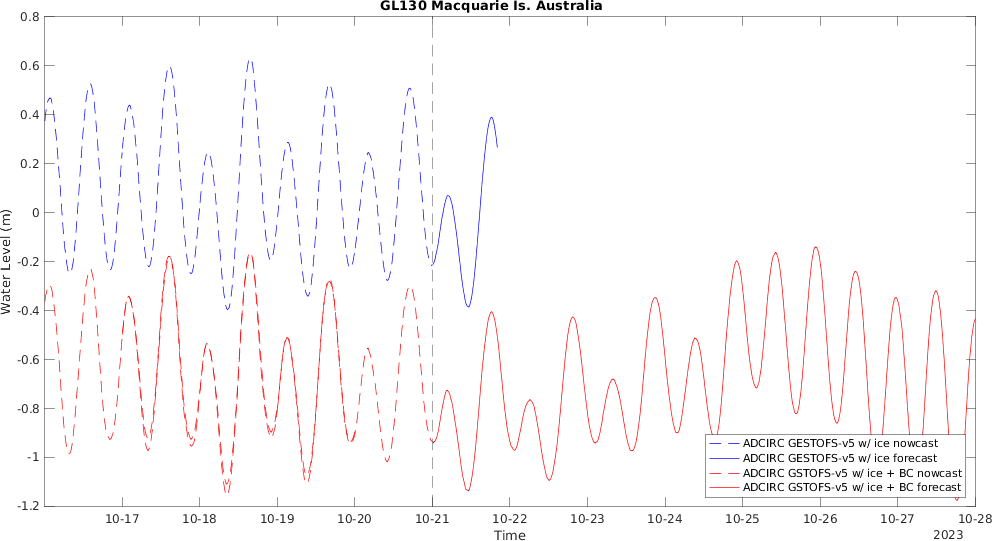 GL130 Macquarie Is. Australia
0.8
0.6
0.4
0.2
0
-0.2
-0.4
-0.6
-0.8
-1
-1.2
Water Level (m)
ADCIRC GESTOFS-v5 w/ ice nowcast
ADCIRC GESTOFS-v5 w/ ice forecast
ADCIRC GSTOFS-v5 w/ ice + BC nowcast
ADCIRC GSTOFS-v5 w/ ice + BC forecast
10-17 10-18 10-19 10-20 10-21 10-22 10-23 10-24 10-25 10-26 10-27 10-28
Time
2023